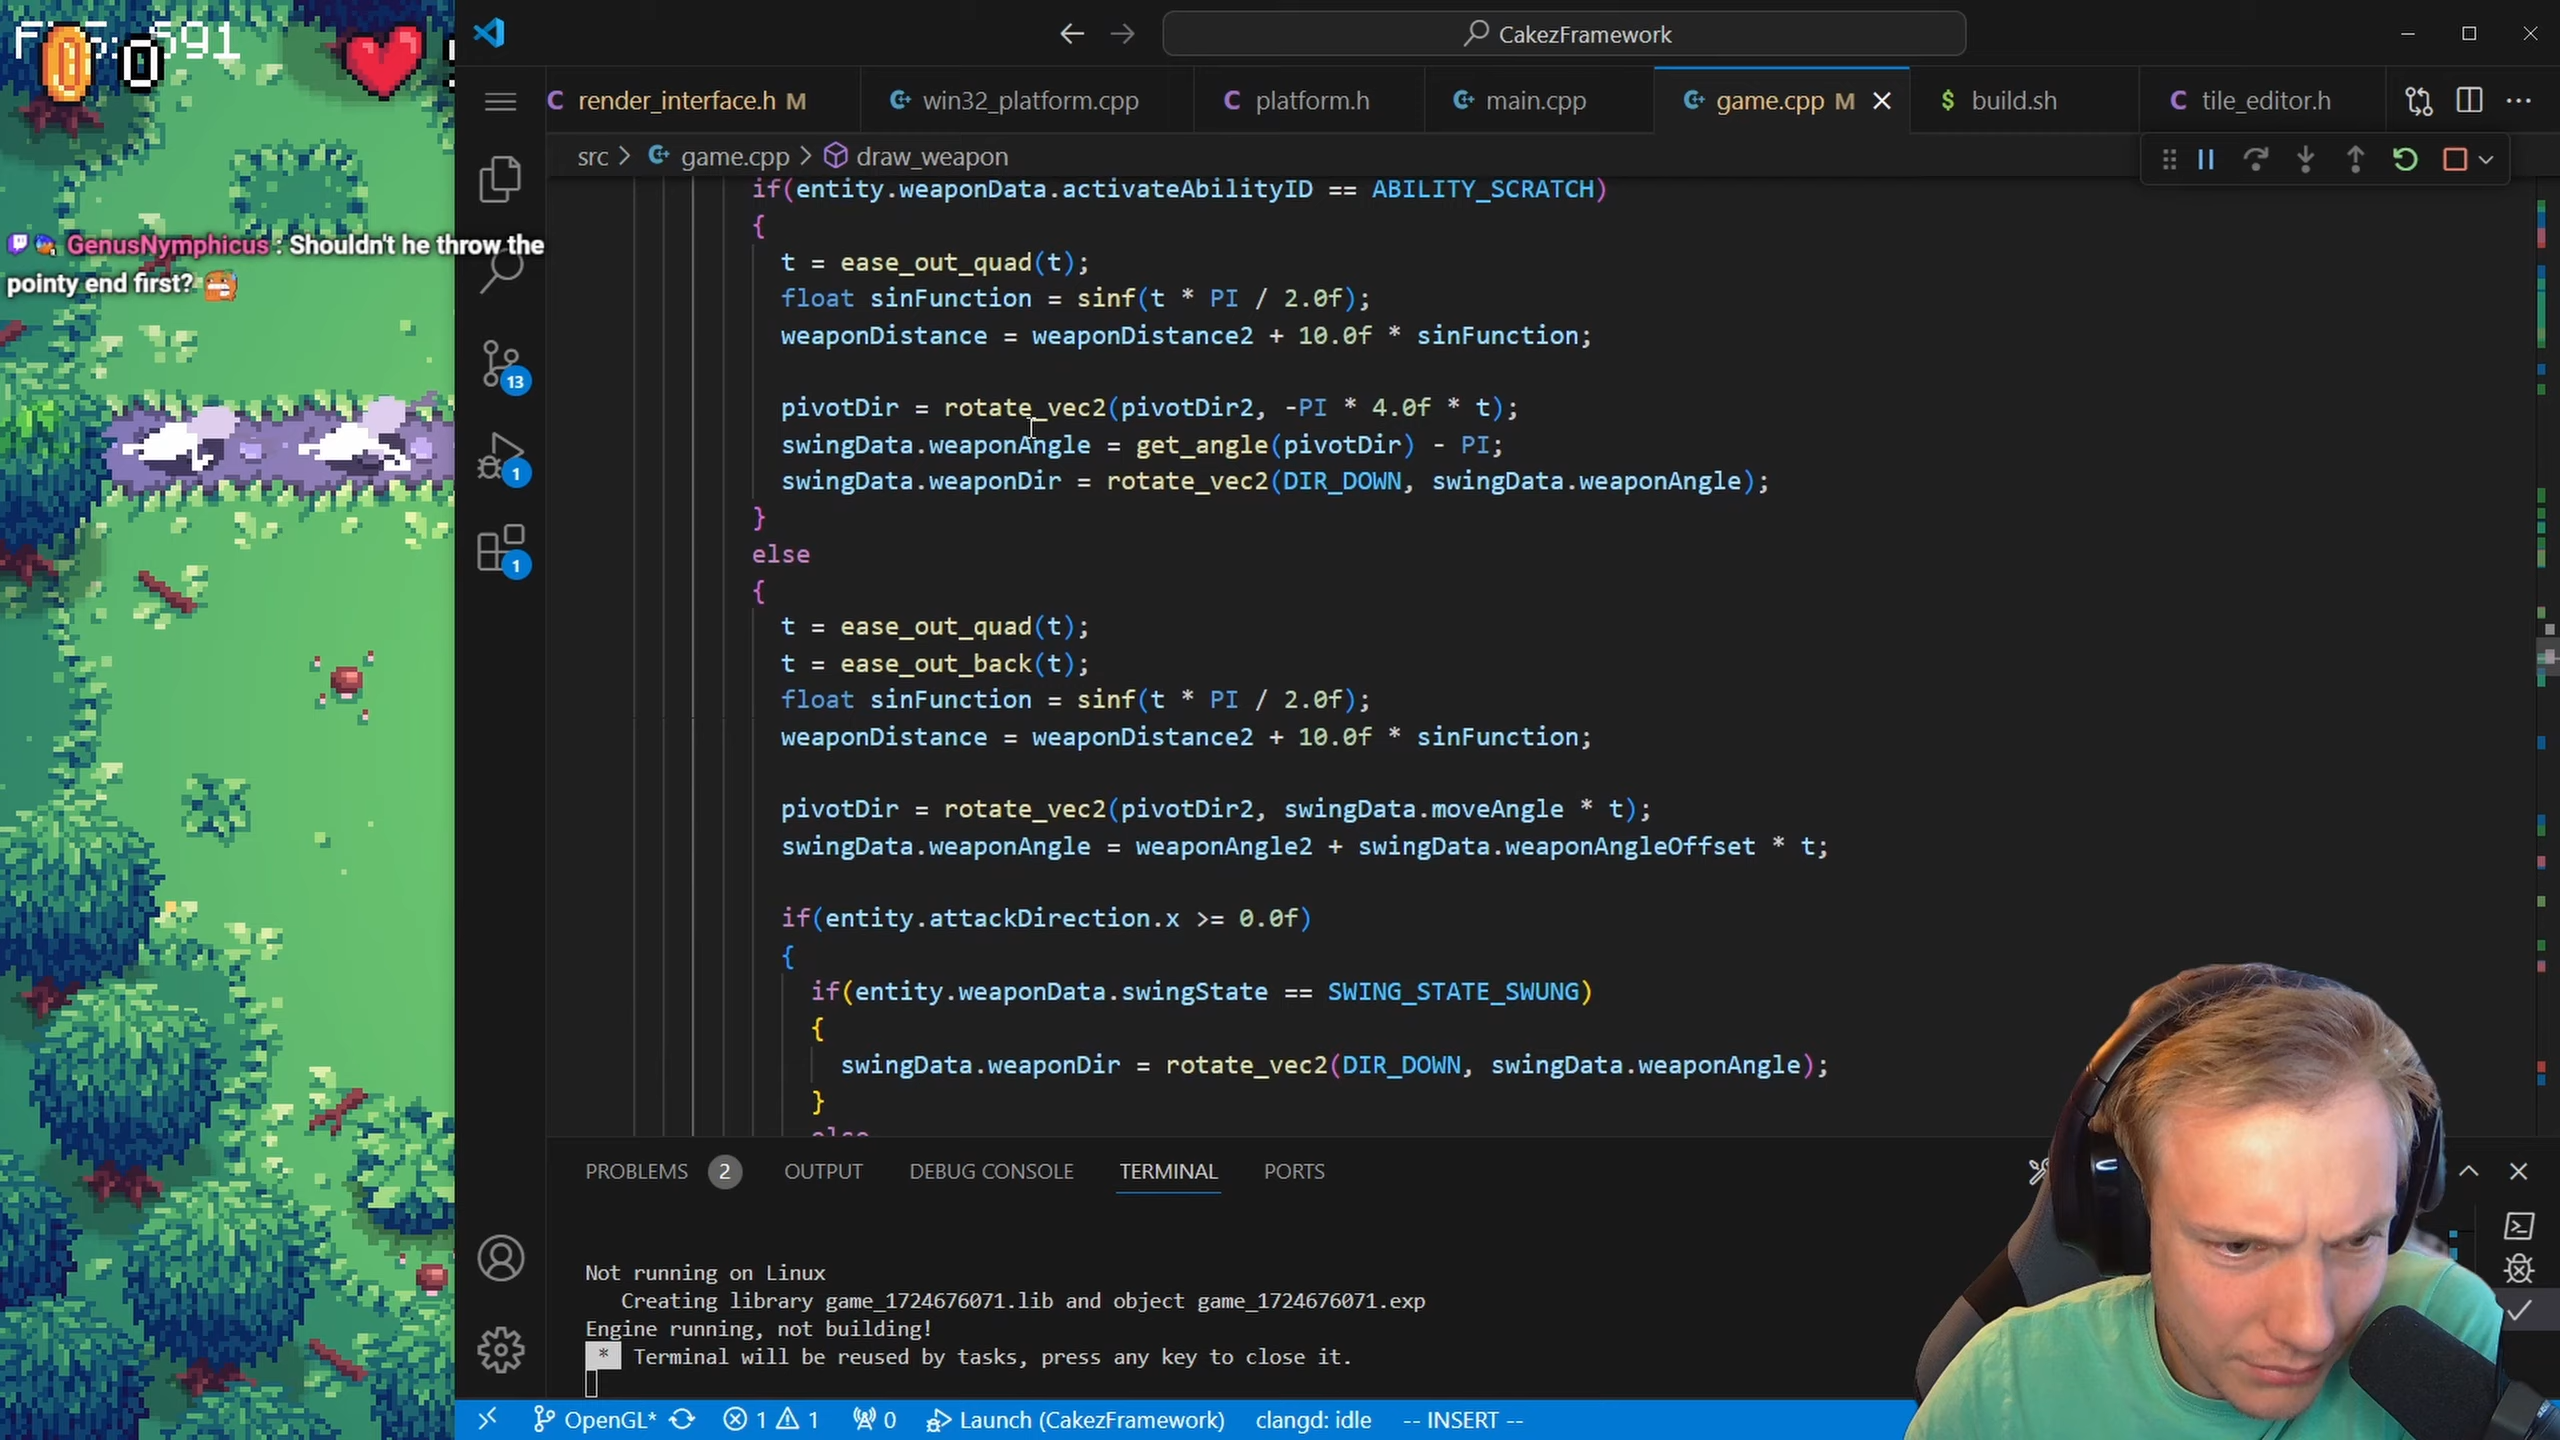 591
0
GenusNymphicus : Shouldn't he throw the
pointy end first?
CakezFramework
render_interface.h M
win32_platform.cpp
platform.h
main.cpp
game.cpp M
build.sh
tile_editor.h
src > game.cpp > draw_weapon
if(entity.weaponData.activateAbilityID == ABILITY_SCRATCH)
{
t = ease_out_quad(t);
float sinFunction = sinf(t * PI / 2.0f);
weaponDistance = weaponDistance2 + 10.0f * sinFunction;
pivotDir = rotate_vec2(pivotDir2, -PI * 4.0f * t);
swingData.weaponAngle = get_angle(pivotDir) - PI;
swingData.weaponDir = rotate_vec2(DIR_DOWN, swingData.weaponAngle);
}
else
{
t = ease_out_quad(t);
t = ease_out_back(t);
float sinFunction = sinf(t * PI / 2.0f);
weaponDistance = weaponDistance2 + 10.0f * sinFunction;
pivotDir = rotate_vec2(pivotDir2, swingData.moveAngle * t);
swingData.weaponAngle = weaponAngle2 + swingData.weaponAngleOffset * t;
if(entity.attackDirection.x >= 0.0f)
{
if(entity.weaponData.swingState == SWING_STATE_SWUNG)
{
swingData.weaponDir = rotate_vec2(DIR_DOWN, swingData.weaponAngle);
}
else
13
1
1
PROBLEMS 2 OUTPUT DEBUG CONSOLE TERMINAL PORTS
Not running on Linux
Creating library game_1724676071.lib and object game_1724676071.exp
Engine running, not building!
* Terminal will be reused by tasks, press any key to close it.
OpenGL* 1 1 0 Launch (CakezFramework) clangd: idle -- INSERT --